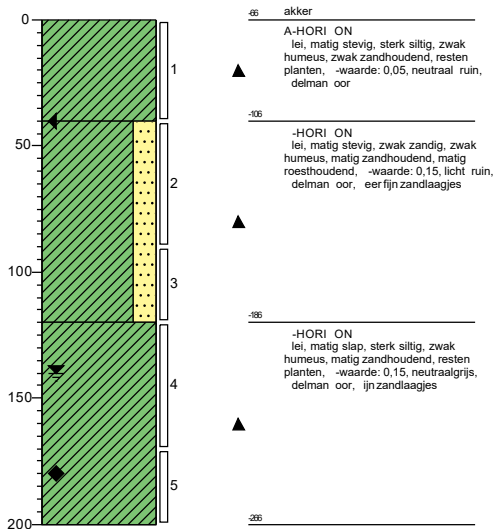 0
50
100
150
200
1
2
3
4
5
-66 akker
A-HORI ON
lei, matig stevig, sterk siltig, zwak
humeus, zwak zandhoudend, resten
planten, -waarde: 0,05, neutraal ruin,
delman oor
-106
-HORI ON
lei, matig stevig, zwak zandig, zwak
humeus, matig zandhoudend, matig
roesthoudend, -waarde: 0,15, licht ruin,
delman oor, eerfijn zandlaagjes
-186
-HORI ON
lei, matig slap, sterk siltig, zwak
humeus, matig zandhoudend, resten
planten, -waarde: 0,15, neutraalgrijs,
delman oor, ijn zandlaagjes
-266